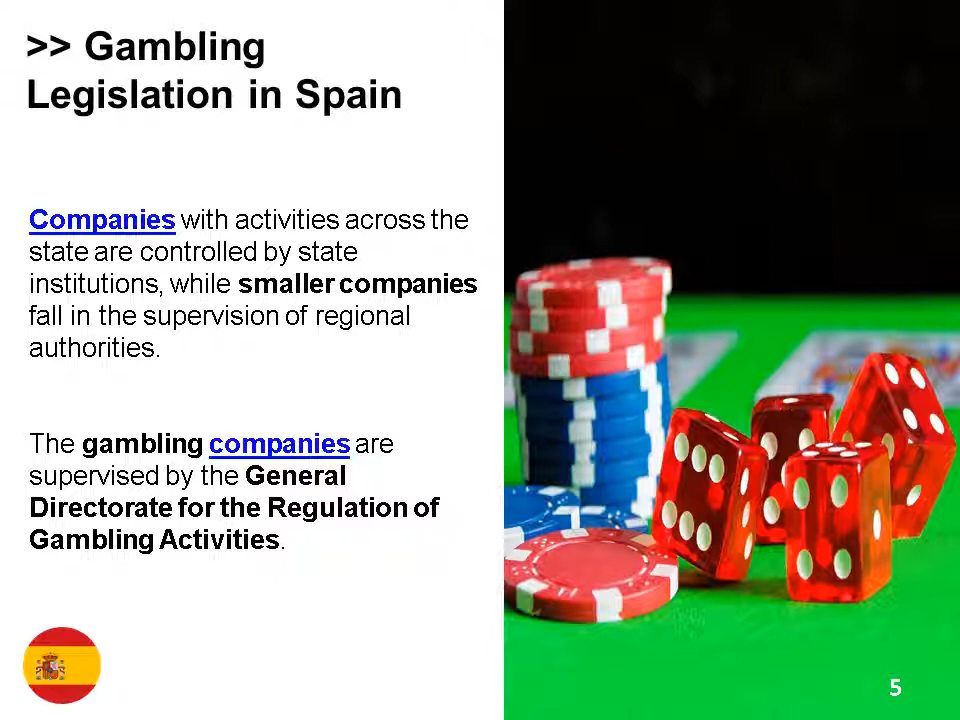 >> Gambling
Legislation in Spain
Companies with activities across the
state are controlled by state
institutions, while smaller companies
fall in the supervision of regional
authorities.
The gambling companies are
supervised by the General
Directorate for the Regulation of
Gambling Activities.
5